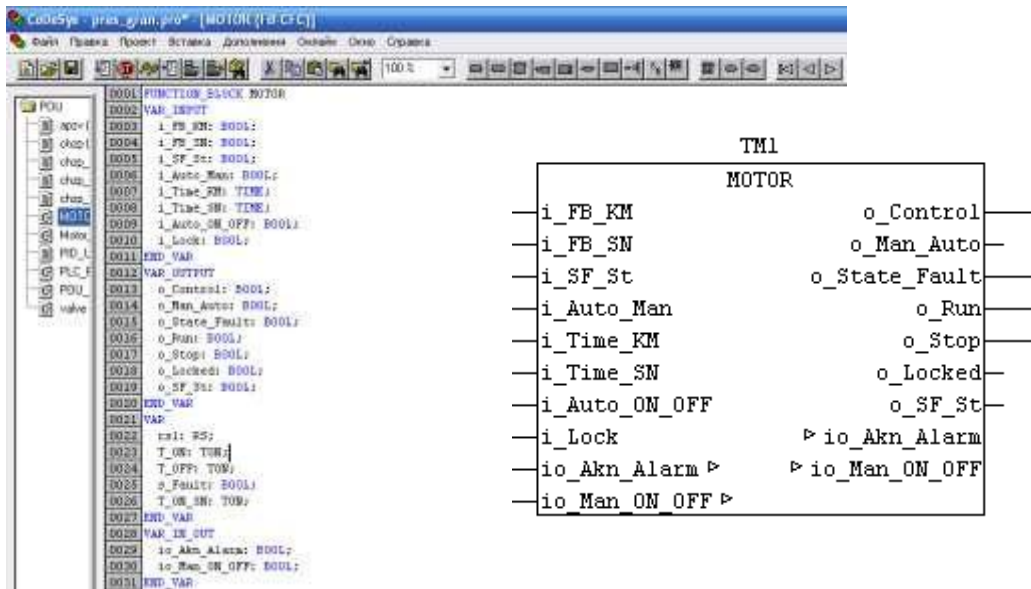 CoDeSys - pres_gran.pro* - [MOTOR (FB-CFC)]
Файл Правка Проект Вставка Дополнения Онлайн Окно Справка
100 %
POU
MOTO
Motor_
PID_L
PLC_F
POU_
valve
0001 FUNCTION_BLOCK MOTOR
0002 VAR_INPUT
0003 i_FB_KM: BOOL;
0004 i_FB_SN: BOOL;
0005 i_SF_St: BOOL;
0006 i_Auto_Man: BOOL;
0007 i_Time_KM: TIME;
0008 i_Time_SN: TIME;
0009 i_Auto_ON_OFF: BOOL;
0010 i_Lock: BOOL;
0011 END_VAR
0012 VAR_OUTPUT
0013 o_Control: BOOL;
0014 o_Man_Auto: BOOL;
0015 o_State_Fault: BOOL;
0016 o_Run: BOOL;
0017 o_Stop: BOOL;
0018 o_Locked: BOOL;
0019 o_SF_St: BOOL;
0020 END_VAR
0021 VAR
0022 rs1: RS;
0023 T_ON: TON;
0024 T_OFF: TON;
0025 s_Fault: BOOL;
0026 T_ON_SN: TON;
0027 END_VAR
0028 VAR_IN_OUT
0029 io_Akn_Alarm: BOOL;
0030 io_Man_ON_OFF: BOOL;
0031 END_VAR
TM1
MOTOR
i_FB_KM o_Control
i_FB_SN o_Man_Auto
i_SF_St o_State_Fault
i_Auto_Man o_Run
i_Time_KM o_Stop
i_Time_SN o_Locked
i_Auto_ON_OFF o_SF_St
i_Lock io_Akn_Alarm
io_Akn_Alarm io_Man_ON_OFF
io_Man_ON_OFF